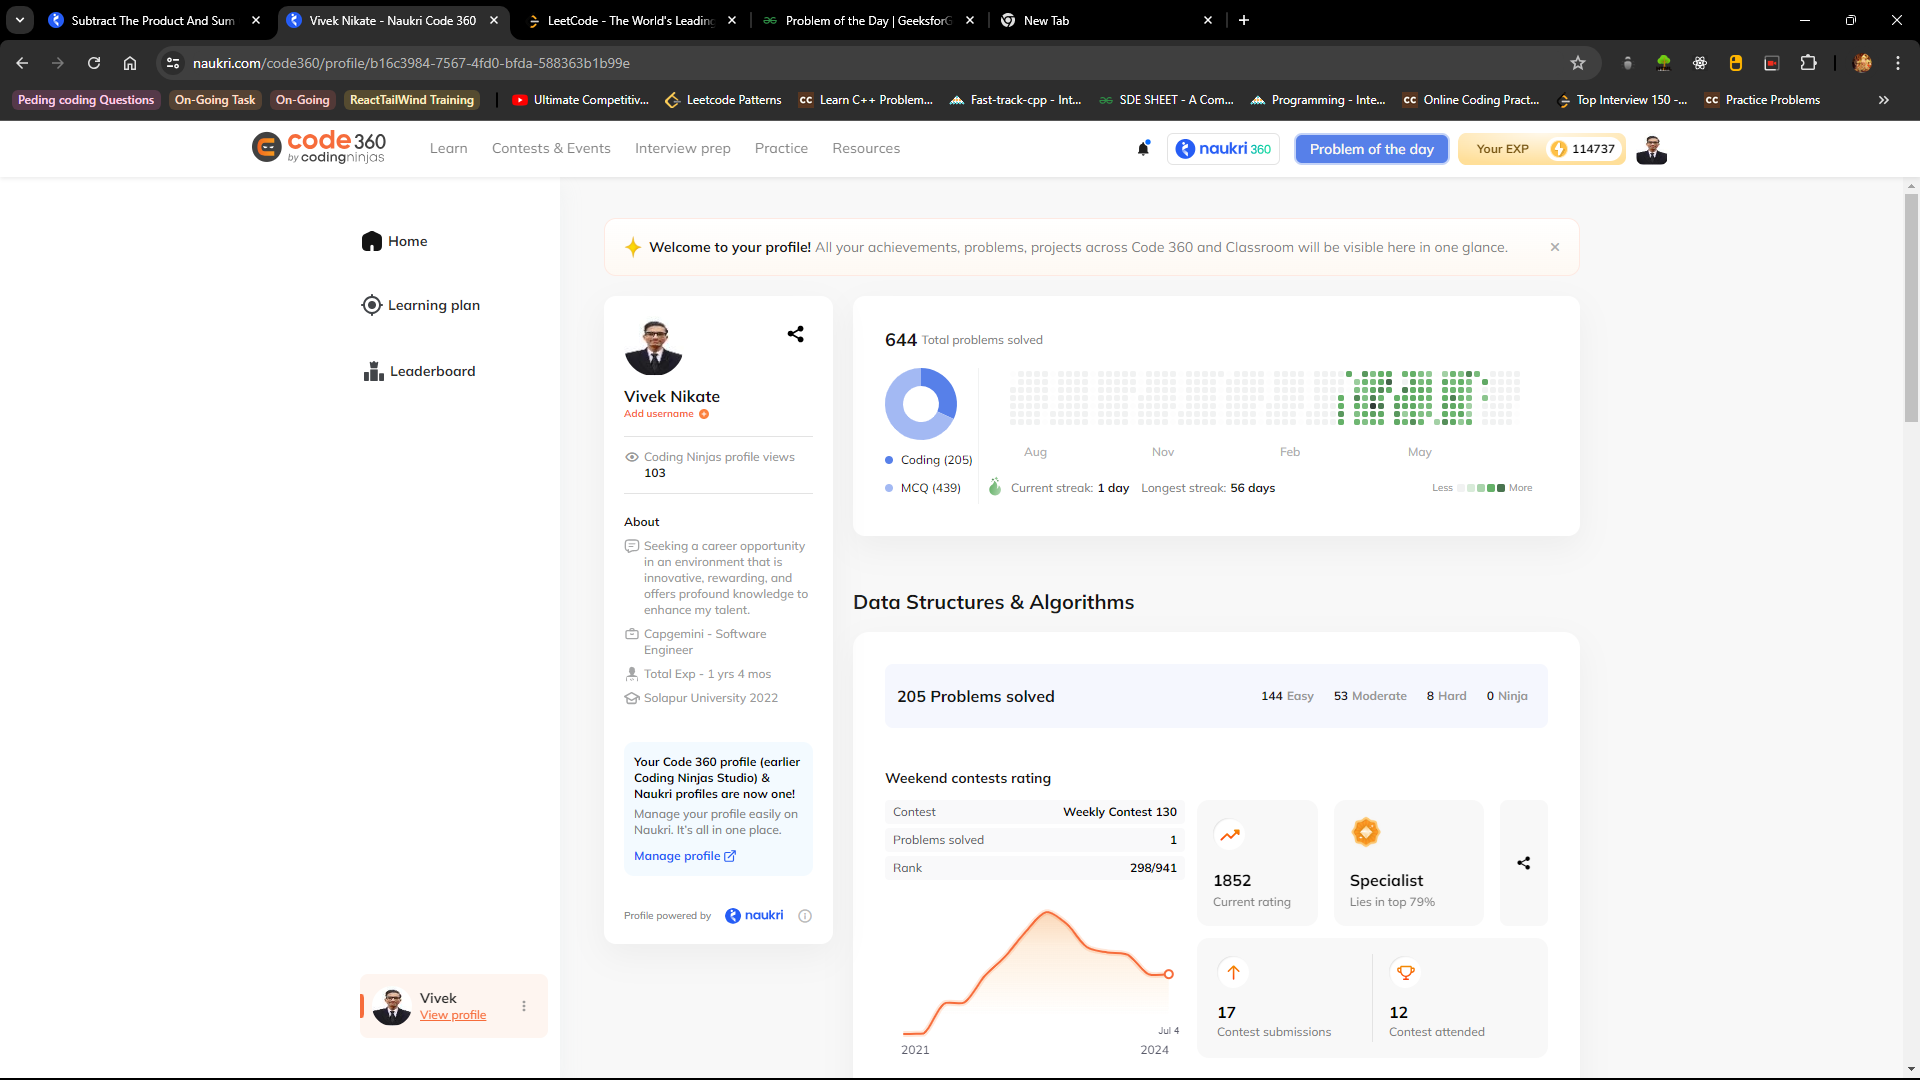 Subtract The Product And Sum
Vivek Nikate - Naukri Code 360
LeetCode - The World's Leading
Problem of the Day | GeeksforG
New Tab
naukri.com/code360/profile/b16c3984-7567-4fd0-bfda-588363b1b99e
Peding coding Questions
On-Going Task
On-Going
ReactTailWind Training
Ultimate Competitiv...
Leetcode Patterns
Learn C++ Problem...
Fast-track-cpp - Int...
SDE SHEET - A Com...
Programming - Inte...
Online Coding Pract...
Top Interview 150 -...
Practice Problems
code 360
by codingninjas
Learn
Contests & Events
Interview prep
Practice
Resources
naukri 360
Problem of the day
Your EXP
114737
Home
Learning plan
Leaderboard
Vivek
View profile
Welcome to your profile! All your achievements, problems, projects across Code 360 and Classroom will be visible here in one glance.
Vivek Nikate
Add username
Coding Ninjas profile views
103
About
Seeking a career opportunity
in an environment that is
innovative, rewarding, and
offers profound knowledge to
enhance my talent.
Capgemini - Software
Engineer
Total Exp - 1 yrs 4 mos
Solapur University 2022
Your Code 360 profile (earlier
Coding Ninjas Studio) &
Naukri profiles are now one!
Manage your profile easily on
Naukri. It's all in one place.
Manage profile
Profile powered by naukri
644 Total problems solved
Coding (205)
MCQ (439)
Aug
Nov
Feb
May
Current streak: 1 day
Longest streak: 56 days
Less
More
Data Structures & Algorithms
205 Problems solved
144 Easy
53 Moderate
8 Hard
0 Ninja
Weekend contests rating
Contest
Weekly Contest 130
Problems solved
1
Rank
298/941
Jul 4
2021
2024
1852
Current rating
Specialist
Lies in top 79%
17
Contest submissions
12
Contest attended